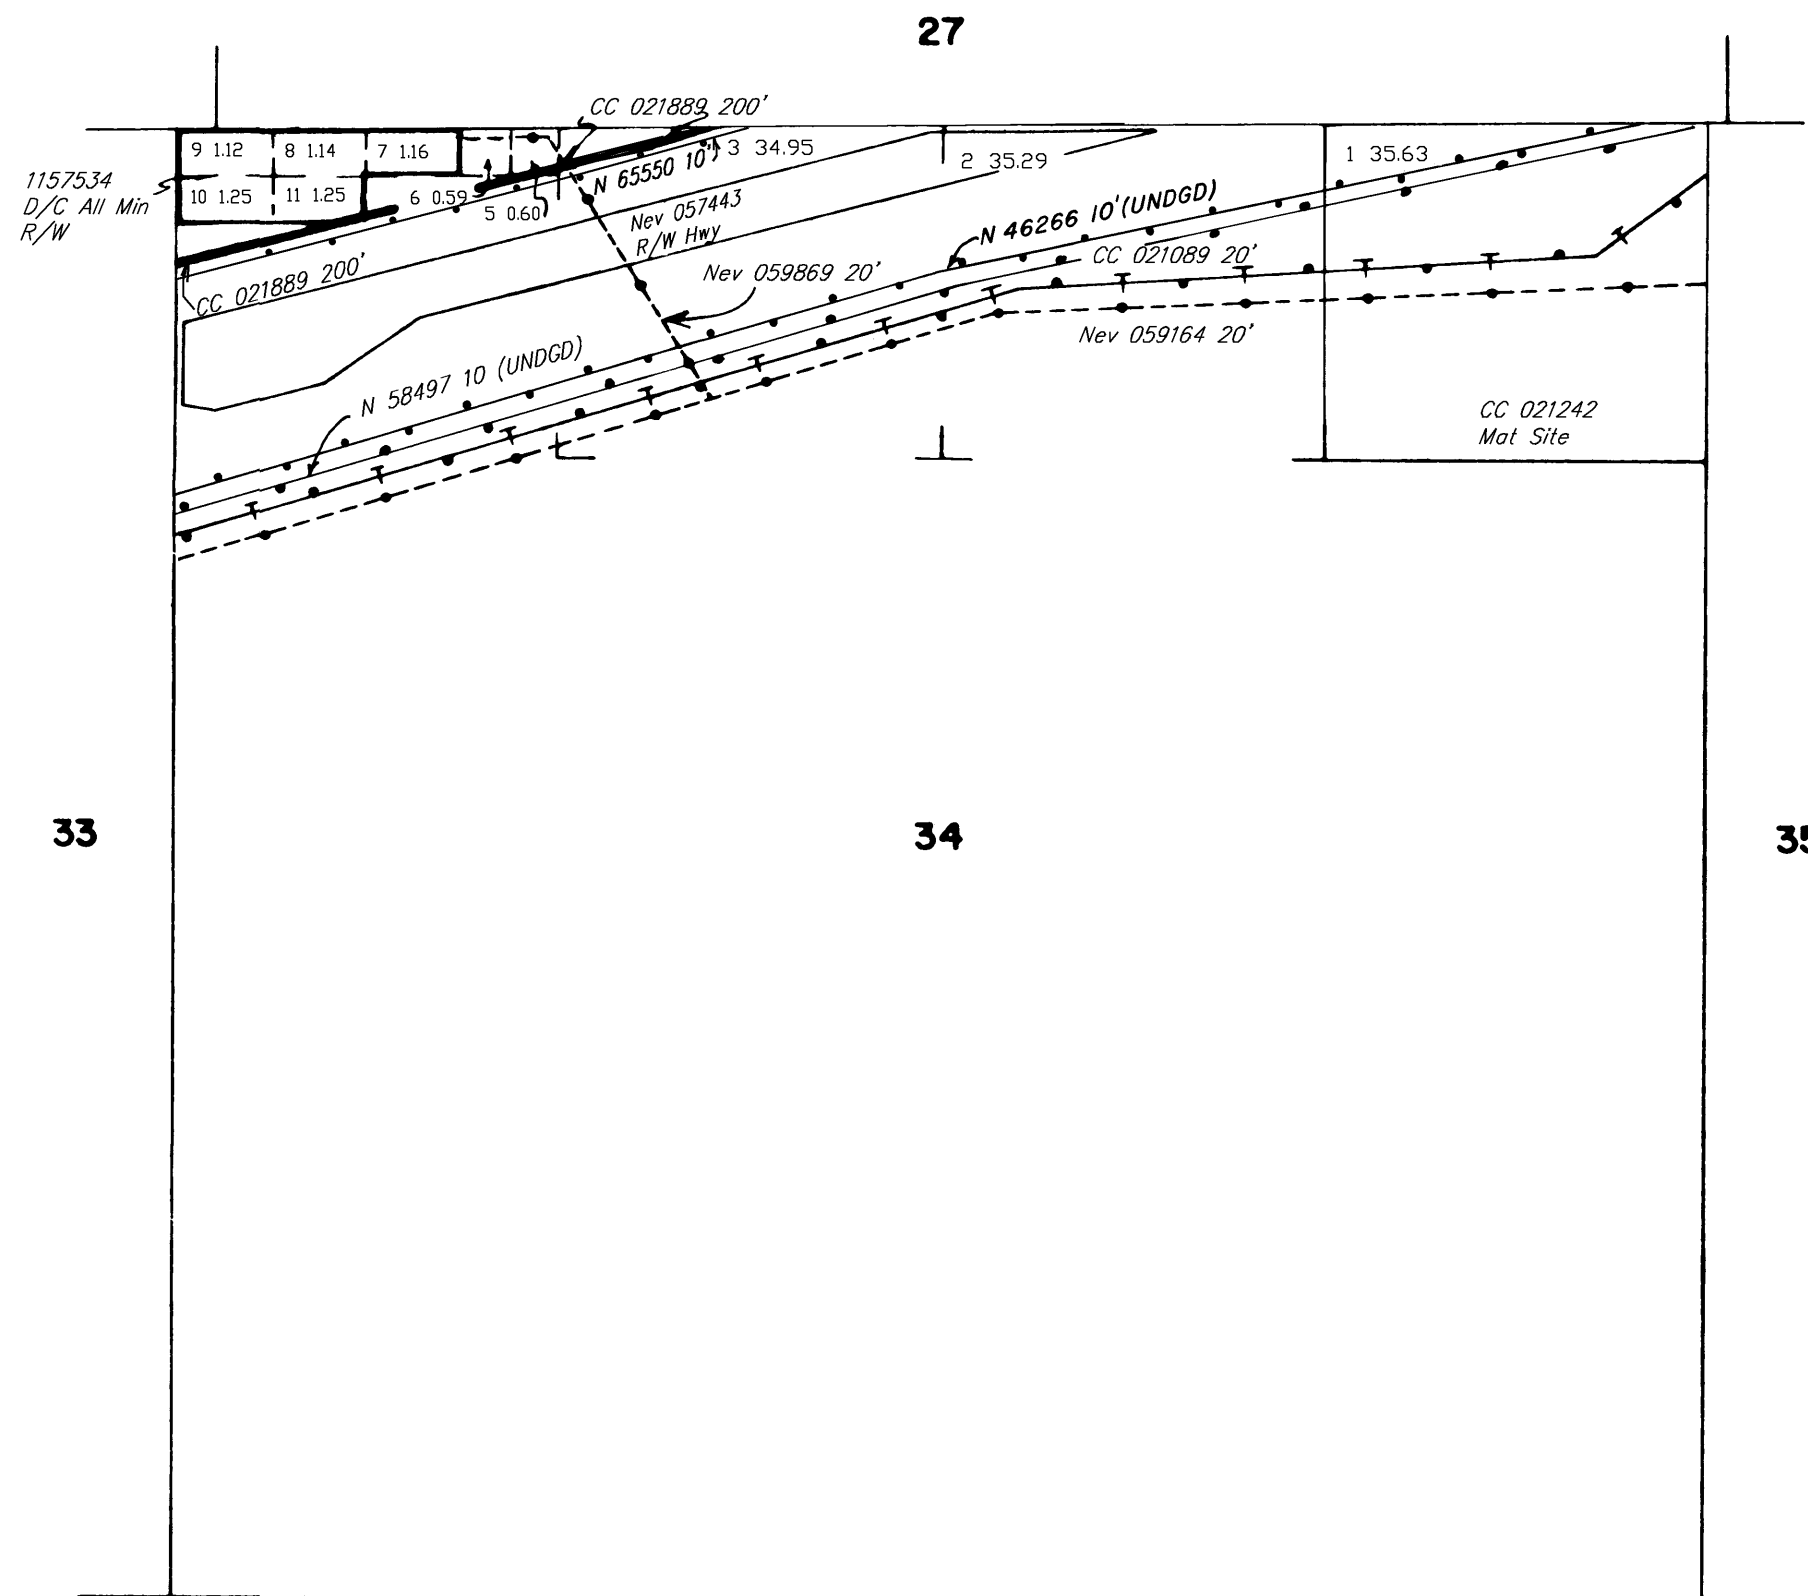 27
CC 021889 200'
9 1.12
8 1.14
7 1.16
3 34.95
2 35.29
1 35.63
1157534
D/C All Min
R/W
10 1.25
11 1.25
6 0.59
5 0.60
N 65550 10'
Nev 057443
R/W Hwy
N 46266 10'(UNDGD)
CC 021889 200'
Nev 059869 20'
CC 021089 20'
Nev 059164 20'
N 58497 10 (UNDGD)
CC 021242
Mat Site
33
34